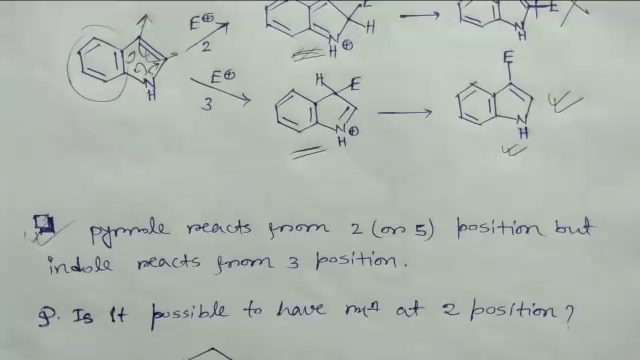 E⊕
2
E
H
N
H
⊕
E
E⊕
3
N
H
H
E
N
H
⊕
E
N
H
N
H
pyrrole reacts from 2 (or 5) position but
indole reacts from 3 position.
Q. Is it possible to have rxn at 2 position?